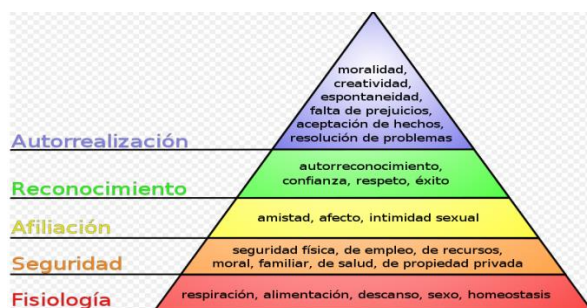 moralidad,
creatividad,
espontaneidad,
falta de prejuicios,
aceptación de hechos,
resolución de problemas
Autorrealización
autorreconocimiento,
confianza, respeto, éxito
Reconocimiento
amistad, afecto, intimidad sexual
Afiliación
seguridad física, de empleo, de recursos,
moral, familiar, de salud, de propiedad privada
Seguridad
respiración, alimentación, descanso, sexo, homeostasis
Fisiología